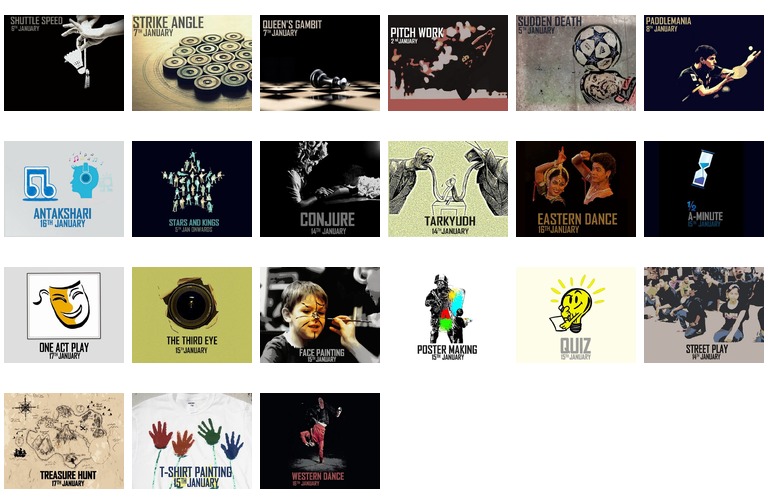 SHUTTLE SPEED
6TH JANUARY
STRIKE ANGLE
7TH JANUARY
QUEEN'S GAMBIT
7TH JANUARY
PITCH WORK
2ND JANUARY
SUDDEN DEATH
5TH JANUARY
PADDLEMANIA
8TH JANUARY
ANTAKSHARI
16TH JANUARY
STARS AND KINGS
5TH JAN ONWARDS
CONJURE
14TH JANUARY
TARKYUDH
14TH JANUARY
EASTERN DANCE
16TH JANUARY
½
A-MINUTE
15TH JANUARY
ONE ACT PLAY
17TH JANUARY
THE THIRD EYE
15TH JANUARY
FACE PAINTING
15TH JANUARY
POSTER MAKING
15TH JANUARY
QUIZ
15TH JANUARY
STREET PLAY
14TH JANUARY
TREASURE HUNT
17TH JANUARY
T-SHIRT PAINTING
15TH JANUARY
WESTERN DANCE
16TH JANUARY